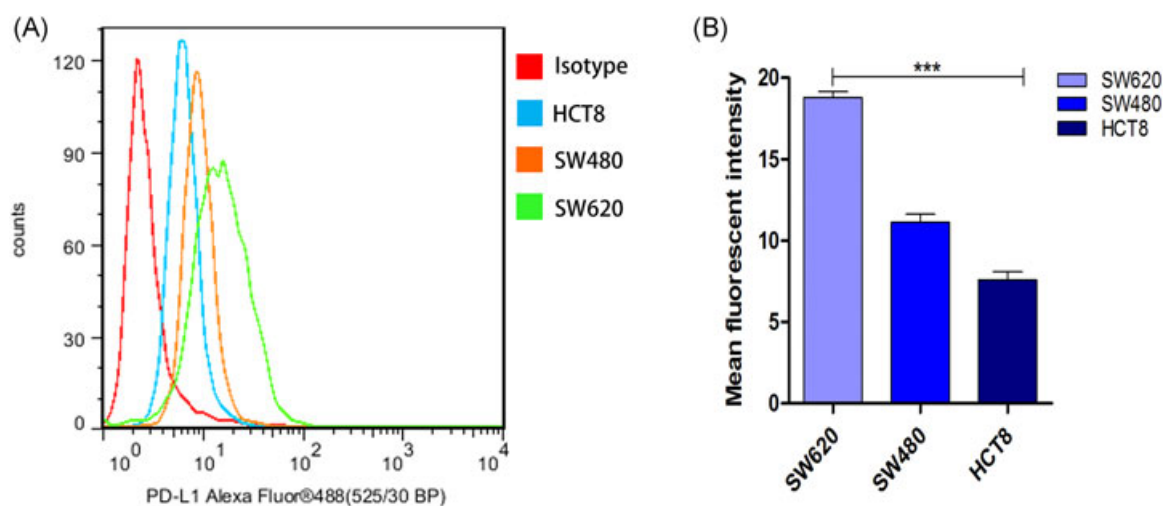 (A)
120
90
60
30
0
counts
10^0 10^1 10^2 10^3 10^4
PD-L1 Alexa Fluor®488(525/30 BP)
Isotype
HCT8
SW480
SW620
(B)
***
20
15
10
5
0
Mean fluorescent intensity
SW620 SW480 HCT8
SW620
SW480
HCT8